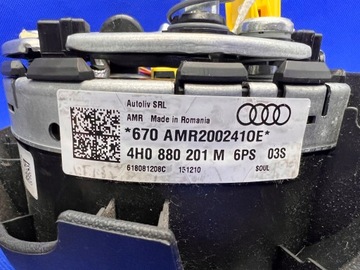 Autoliv SRL
AMR Made in Romania
*670 AMR2002410E*
4H0 880 201 M 6PS 03S
618081208C 151210 SOUL